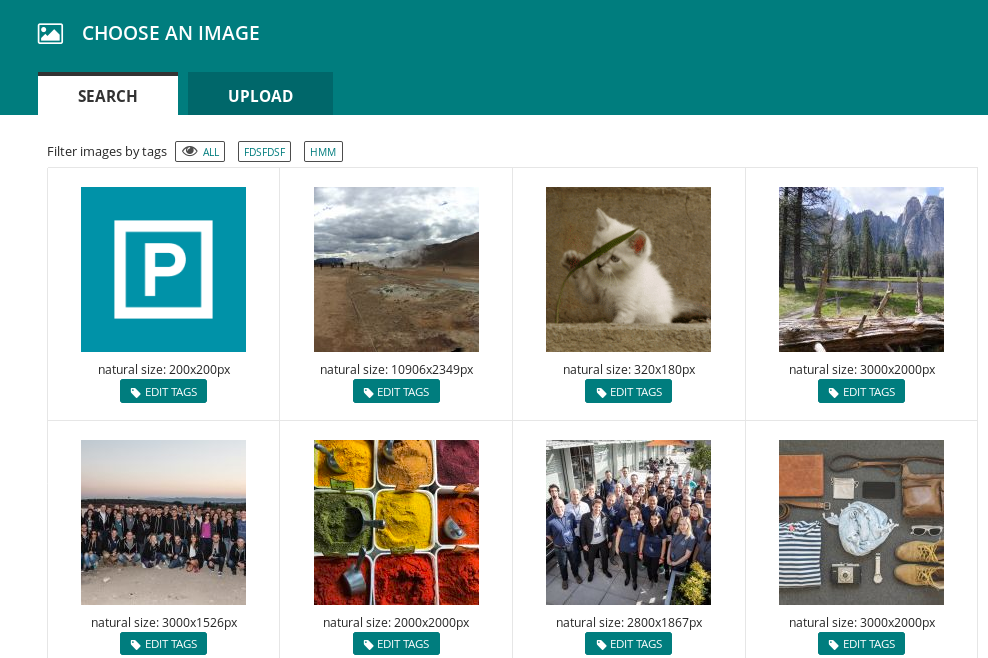 CHOOSE AN IMAGE
SEARCH UPLOAD
Filter images by tags ALL FDSFDSF HMM
P
natural size: 200x200px natural size: 10906x2349px natural size: 320x180px natural size: 3000x2000px
EDIT TAGS EDIT TAGS EDIT TAGS EDIT TAGS
natural size: 3000x1526px natural size: 2000x2000px natural size: 2800x1867px natural size: 3000x2000px
EDIT TAGS EDIT TAGS EDIT TAGS EDIT TAGS